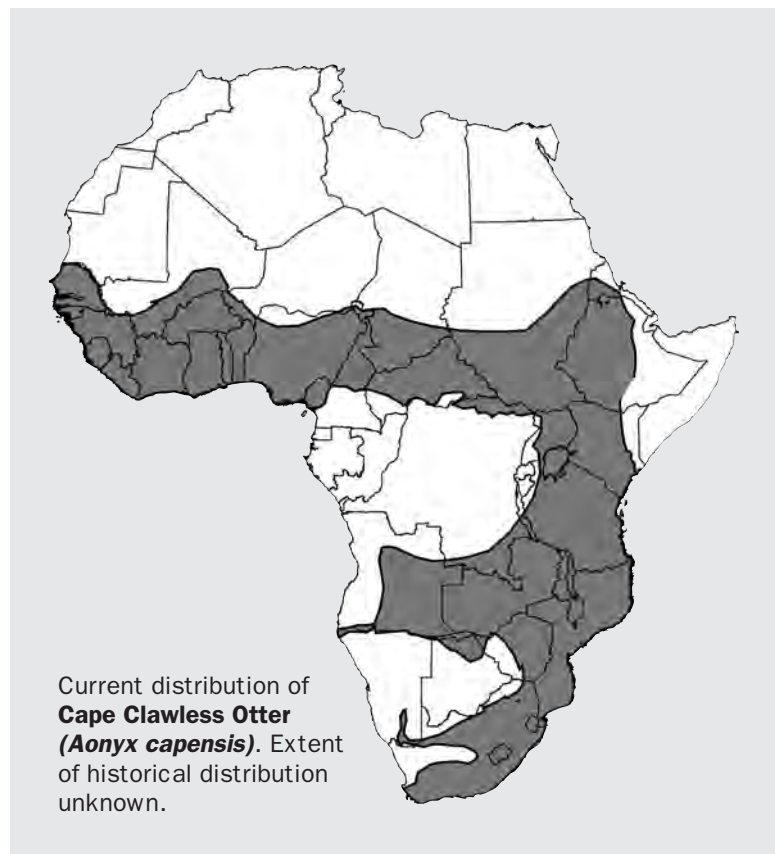 Current distribution of
Cape Clawless Otter
(Aonyx capensis). Extent
of historical distribution
unknown.